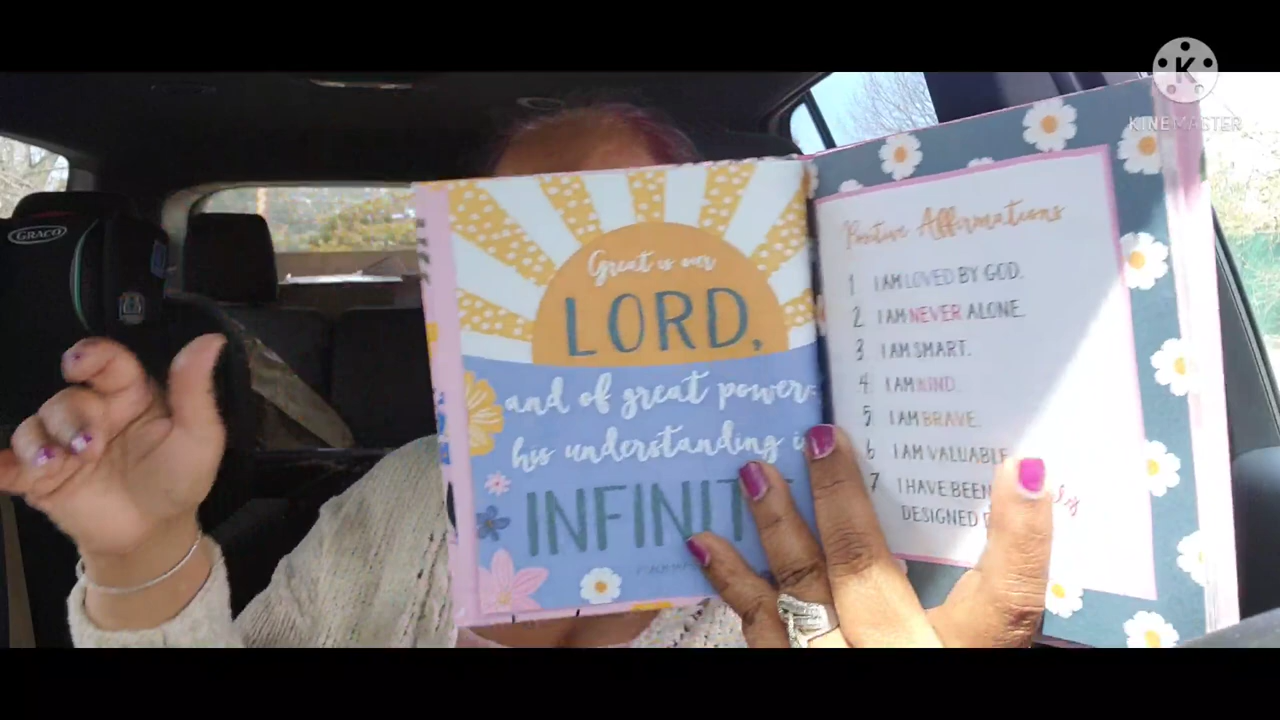 GRACO
K
KINEMASTER
Great is our
LORD,
and of great power:
his understanding
INFINIT
Positive Affirmations
1 I AM LOVED BY GOD.
2. I AM NEVER ALONE.
3. I AM SMART.
4. I AM KIND.
5 I AM BRAVE.
6 I AM VALUABLE
7 I HAVE BEEN
DESIGNED